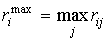 r_i^max = max_j r_ij